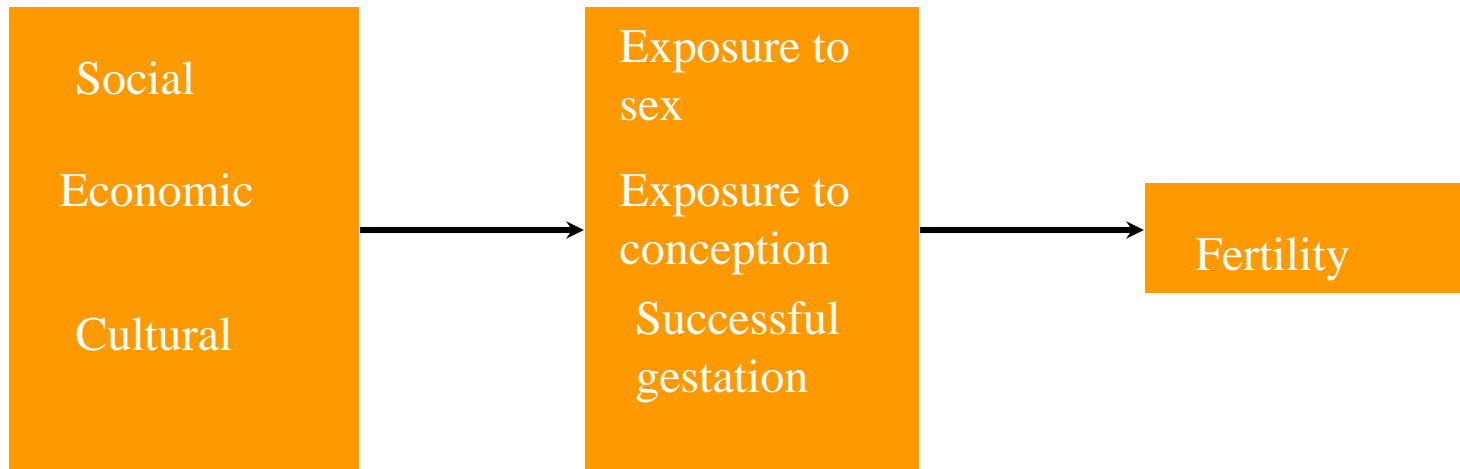 Social
Economic
Cultural
Exposure to
sex
Exposure to
conception
Successful
gestation
Fertility